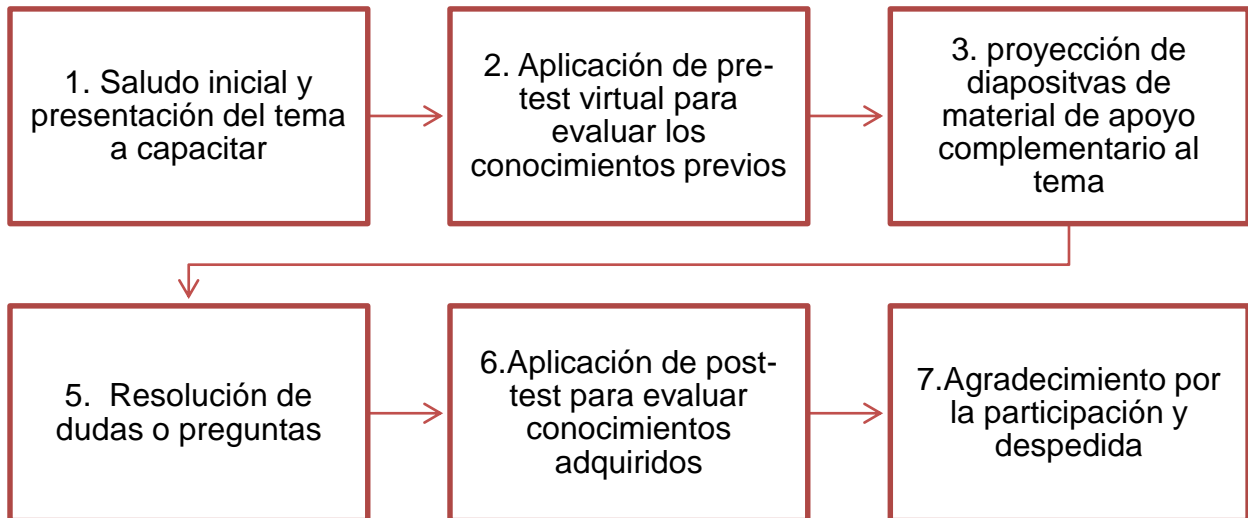 1. Saludo inicial y
presentación del tema
a capacitar
2. Aplicación de pre-
test virtual para
evaluar los
conocimientos previos
3. proyección de
diapositvas de
material de apoyo
complementario al
tema
5. Resolución de
dudas o preguntas
6.Aplicación de post-
test para evaluar
conocimientos
adquiridos
7.Agradecimiento por
la participación y
despedida